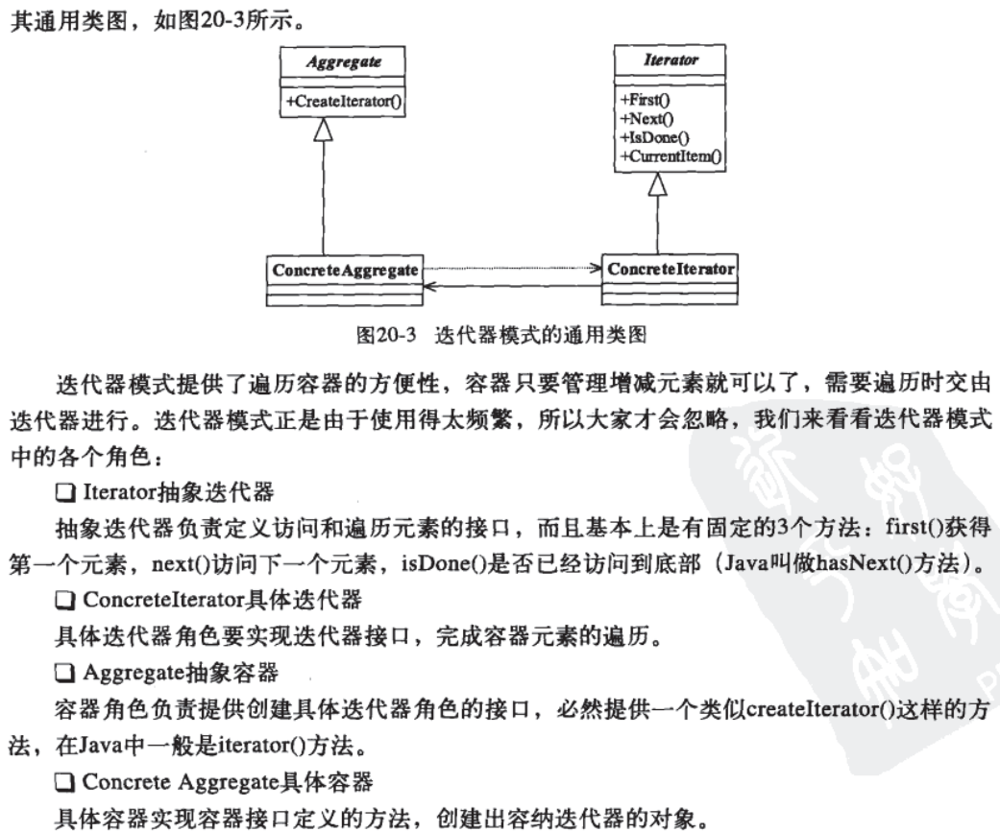 其通用类图，如图20-3所示。
Aggregate
+CreateIterator()
Iterator
+First()
+Next()
+IsDone()
+CurrentItem()
ConcreteAggregate
ConcreteIterator
图20-3 迭代器模式的通用类图
迭代器模式提供了遍历容器的方便性，容器只要管理增减元素就可以了，需要遍历时交由
迭代器进行。迭代器模式正是由于使用得太频繁，所以大家才会忽略，我们来看看迭代器模式
中的各个角色：
❑ Iterator抽象迭代器
抽象迭代器负责定义访问和遍历元素的接口，而且基本上是有固定的3个方法：first()获得
第一个元素，next()访问下一个元素，isDone()是否已经访问到底部（Java叫做hasNext()方法）。
❑ ConcreteIterator具体迭代器
具体迭代器角色要实现迭代器接口，完成容器元素的遍历。
❑ Aggregate抽象容器
容器角色负责提供创建具体迭代器角色的接口，必然提供一个类似createIterator()这样的方
法，在Java中一般是iterator()方法。
❑ Concrete Aggregate具体容器
具体容器实现容器接口定义的方法，创建出容纳迭代器的对象。